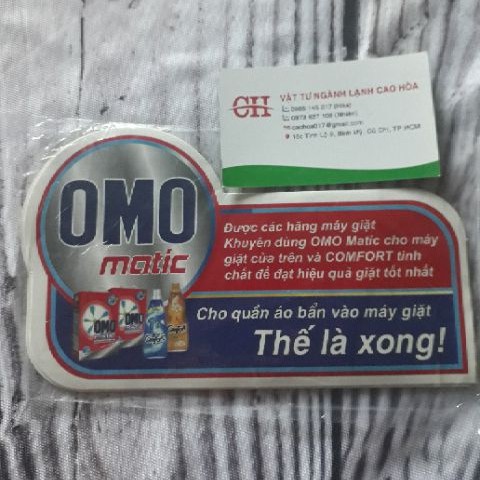 CH
VẬT TƯ NGÀNH LẠNH CAO HÒA
OMO
matic
Được các hãng máy giặt
Khuyên dùng OMO Matic cho máy
giặt cửa trên và COMFORT tinh
chất để đạt hiệu quả giặt tốt nhất
OMO
Cho quần áo bẩn vào máy giặt
Thế là xong!